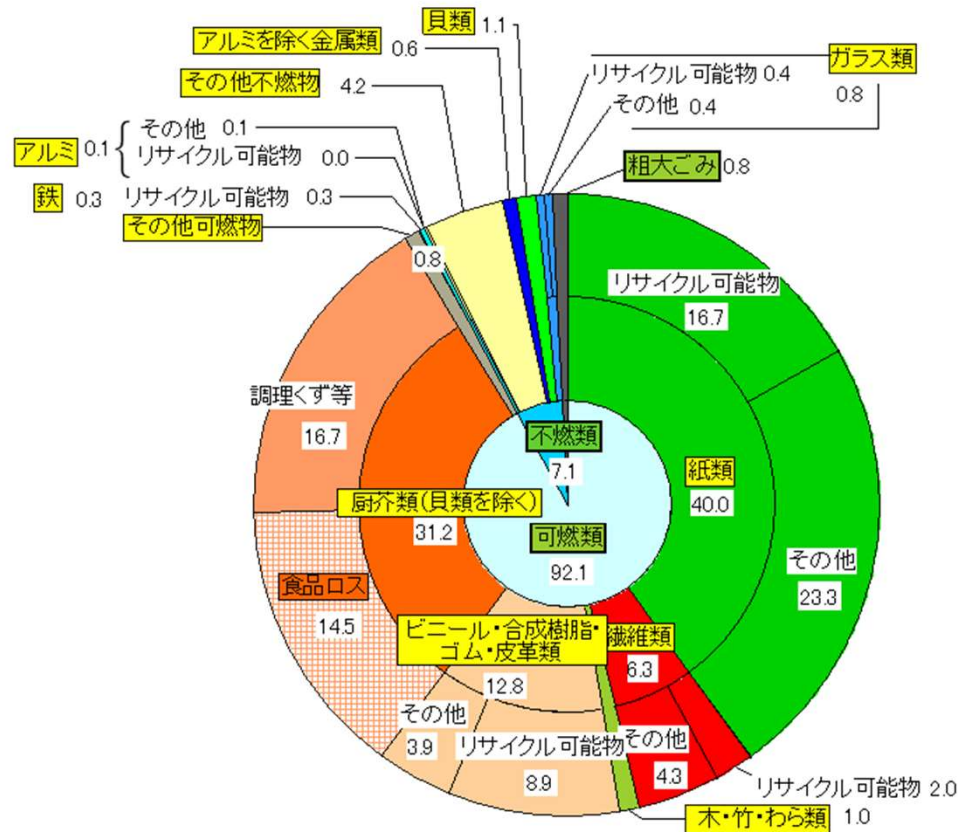 貝類 1.1
アルミを除く金属類 0.6
その他不燃物 4.2
リサイクル可能物 0.4
その他 0.4
ガラス類
0.8
アルミ 0.1
その他 0.1
リサイクル可能物 0.0
粗大ごみ 0.8
鉄 0.3 リサイクル可能物 0.3
その他可燃物
0.8
リサイクル可能物
16.7
調理くず等
16.7
不燃類
7.1
紙類
40.0
厨芥類(貝類を除く)
31.2
可燃類
92.1
その他
23.3
食品ロス
14.5
ビニール・合成樹脂・
ゴム・皮革類
12.8
繊維類
6.3
その他
3.9
リサイクル可能物
8.9
その他
4.3
リサイクル可能物 2.0
木・竹・わら類 1.0